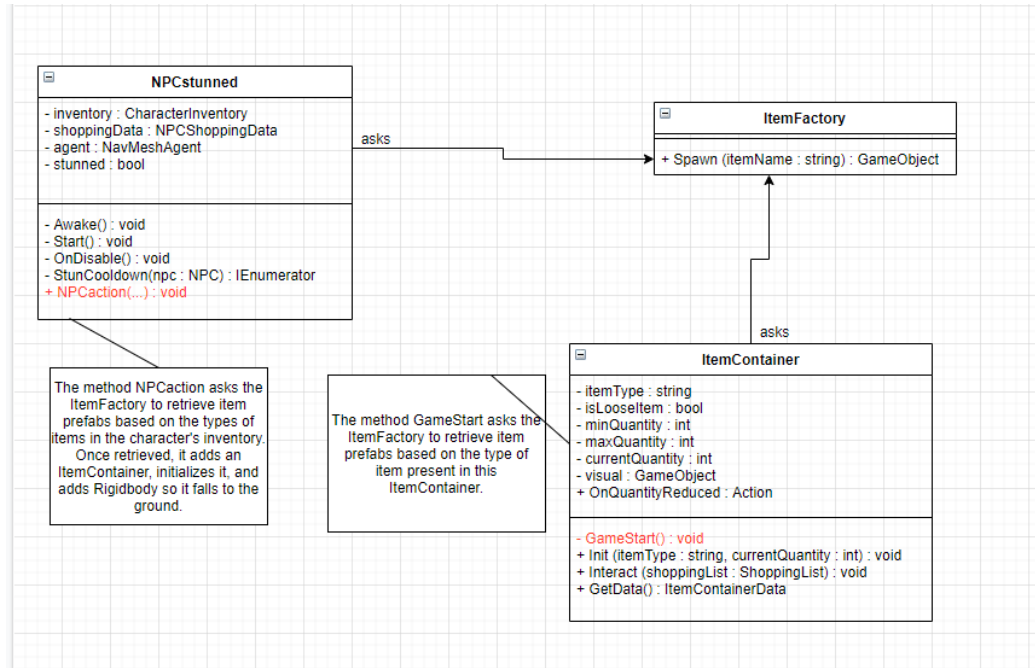 NPCstunned
- inventory : CharacterInventory
- shoppingData : NPCShoppingData
- agent : NavMeshAgent
- stunned : bool
- Awake() : void
- Start() : void
- OnDisable() : void
- StunCooldown(npc : NPC) : IEnumerator
+ NPCaction(...) : void
asks
ItemFactory
+ Spawn (itemName : string) : GameObject
asks
ItemContainer
- itemType : string
- isLooseItem : bool
- minQuantity : int
- maxQuantity : int
- currentQuantity : int
- visual : GameObject
+ OnQuantityReduced : Action
- GameStart() : void
+ Init (itemType : string, currentQuantity : int) : void
+ Interact (shoppingList : ShoppingList) : void
+ GetData() : ItemContainerData
The method NPCaction asks the
ItemFactory to retrieve item
prefabs based on the types of
items in the character's inventory.
Once retrieved, it adds an
ItemContainer, initializes it, and
adds Rigidbody so it falls to the
ground.
The method GameStart asks the
ItemFactory to retrieve item
prefabs based on the type of
item present in this
ItemContainer.